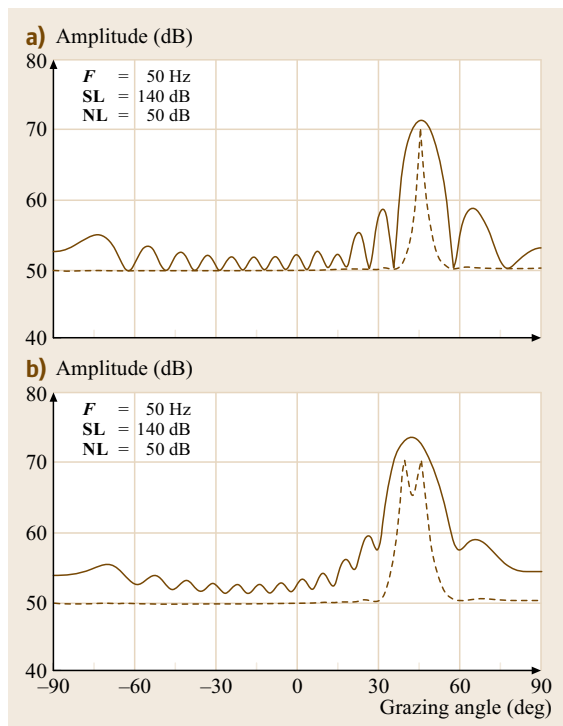 a) Amplitude (dB)
80
F = 50 Hz
SL = 140 dB
NL = 50 dB
70
60
50
40
b) Amplitude (dB)
80
F = 50 Hz
SL = 140 dB
NL = 50 dB
70
60
50
40
−90 −60 −30 0 30 60 90
Grazing angle (deg)